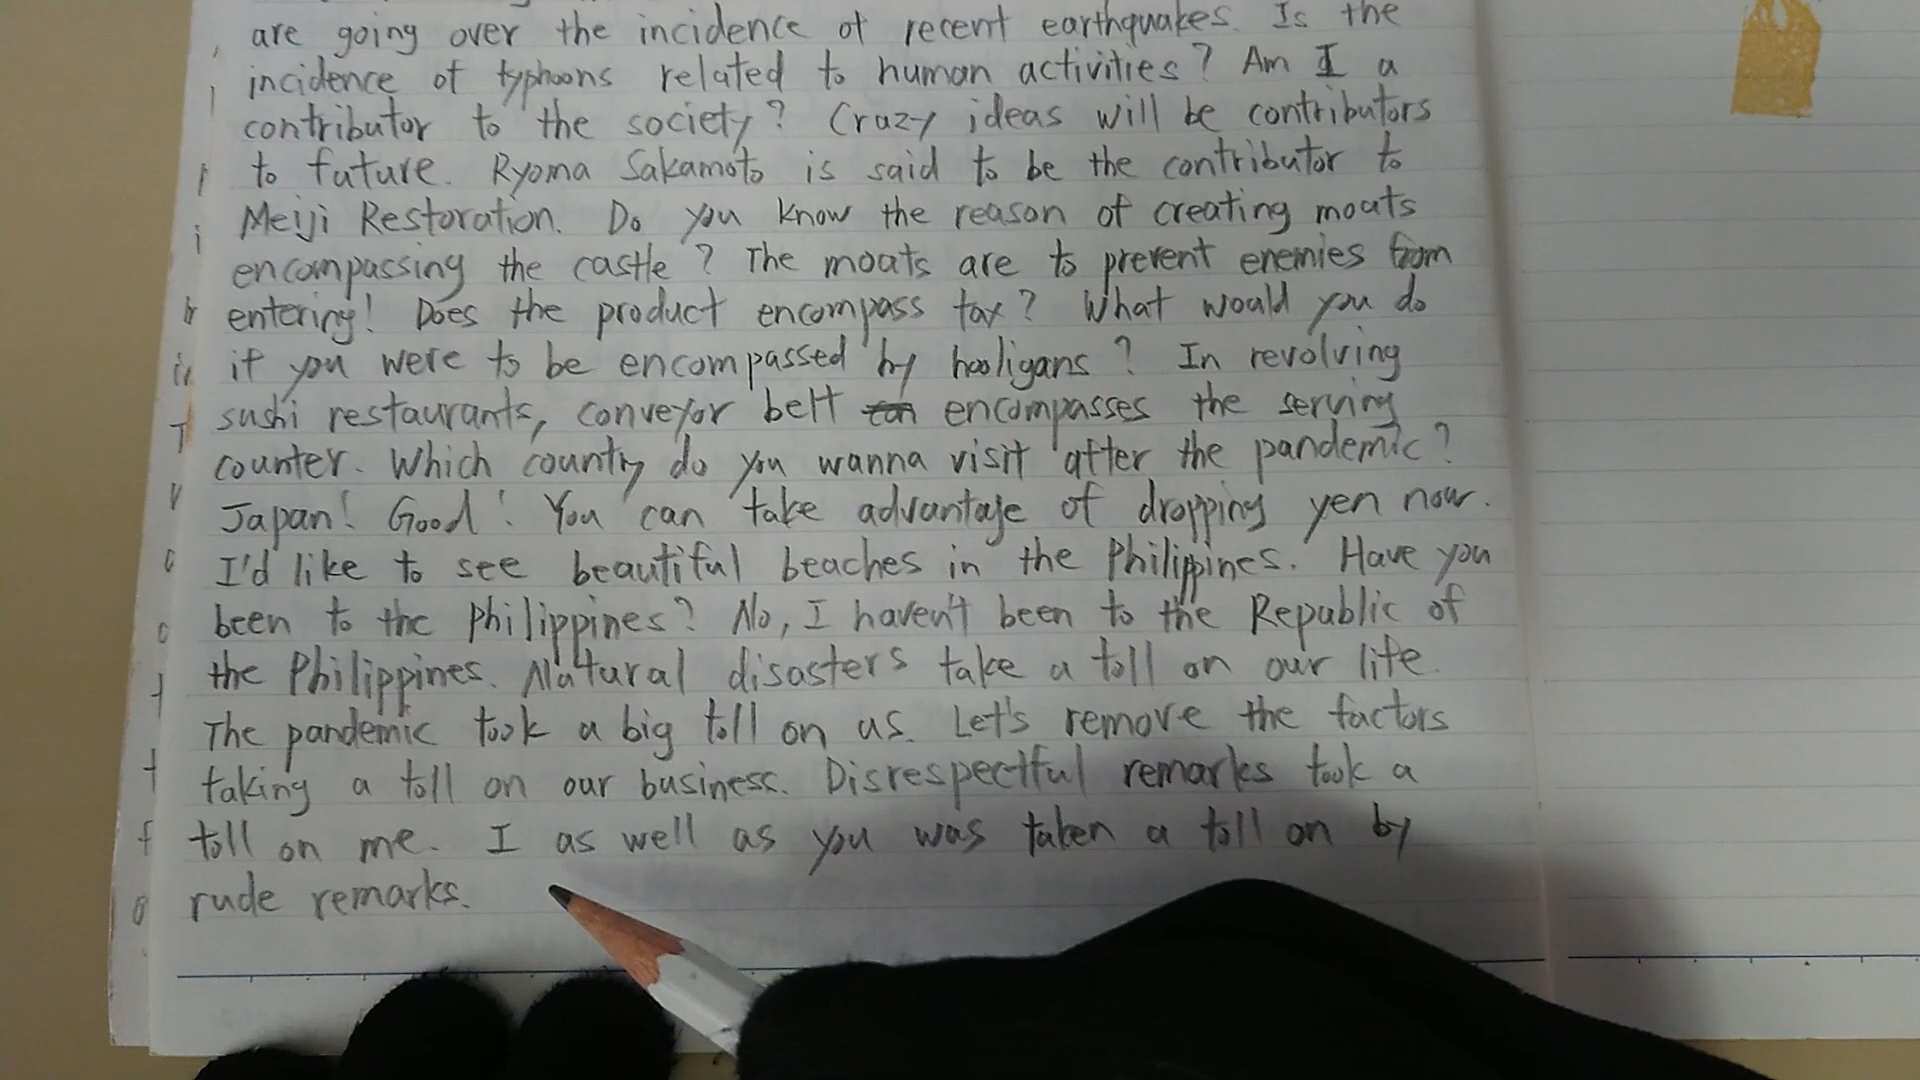 are going over the incidence of recent earthquakes. Is the
incidence of typhoons related to human activities? Am I a
contributor to the society? Crazy ideas will be contributors
to future. Ryoma Sakamoto is said to be the contributor to
Meiji Restoration. Do you know the reason of creating moats
encompassing the castle? The moats are to prevent enemies from
entering! Does the product encompass tax? What would you do
if you were to be encompassed by hooligans? In revolving
sushi restaurants, conveyor belt encompasses the serving
counter. Which country do you wanna visit after the pandemic?
Japan! Good! You can take advantage of dropping yen now.
I'd like to see beautiful beaches in the Philippines. Have you
been to the Philippines? No, I haven't been to the Republic of
the Philippines. Natural disasters take a toll on our life.
The pandemic took a big toll on us. Let's remove the factors
taking a toll on our business. Disrespectful remarks took a
toll on me. I as well as you was taken a toll on by
rude remarks.